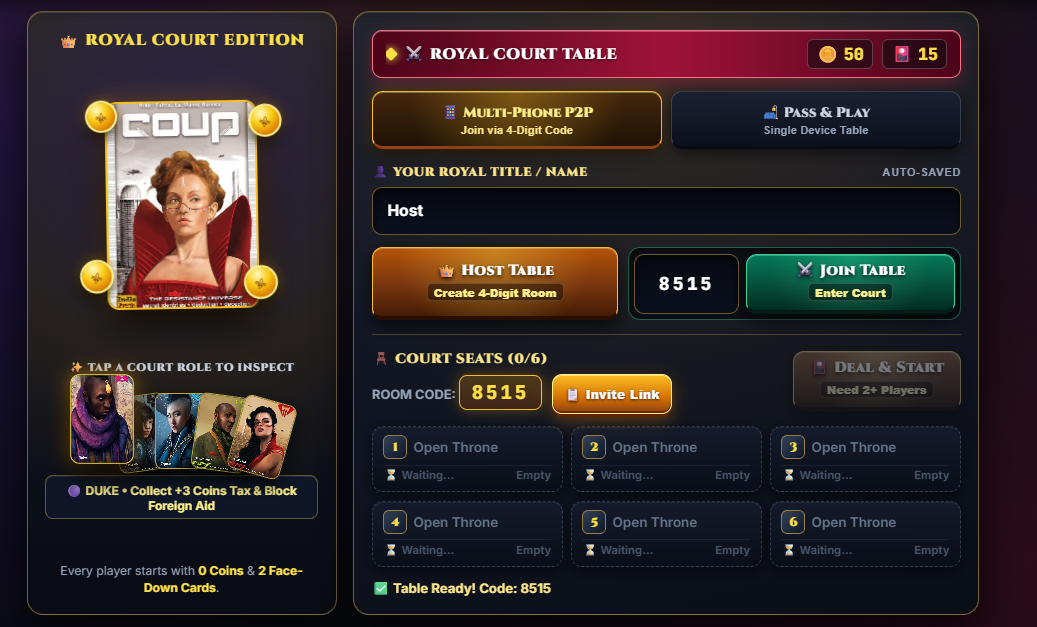 ROYAL COURT EDITION
COUP
THE RESISTANCE UNIVERSE
secret identities • deduction • deception
TAP A COURT ROLE TO INSPECT
DUKE • Collect +3 Coins Tax & Block
Foreign Aid
Every player starts with 0 Coins & 2 Face-
Down Cards.
ROYAL COURT TABLE
50
15
MULTI-PHONE P2P
Join via 4-Digit Code
PASS & PLAY
Single Device Table
YOUR ROYAL TITLE / NAME
AUTO-SAVED
Host
HOST TABLE
Create 4-Digit Room
8515
JOIN TABLE
Enter Court
COURT SEATS (0/6)
ROOM CODE:
8515
Invite Link
DEAL & START
Need 2+ Players
1 Open Throne
Waiting... Empty
2 Open Throne
Waiting... Empty
3 Open Throne
Waiting... Empty
4 Open Throne
Waiting... Empty
5 Open Throne
Waiting... Empty
6 Open Throne
Waiting... Empty
Table Ready! Code: 8515